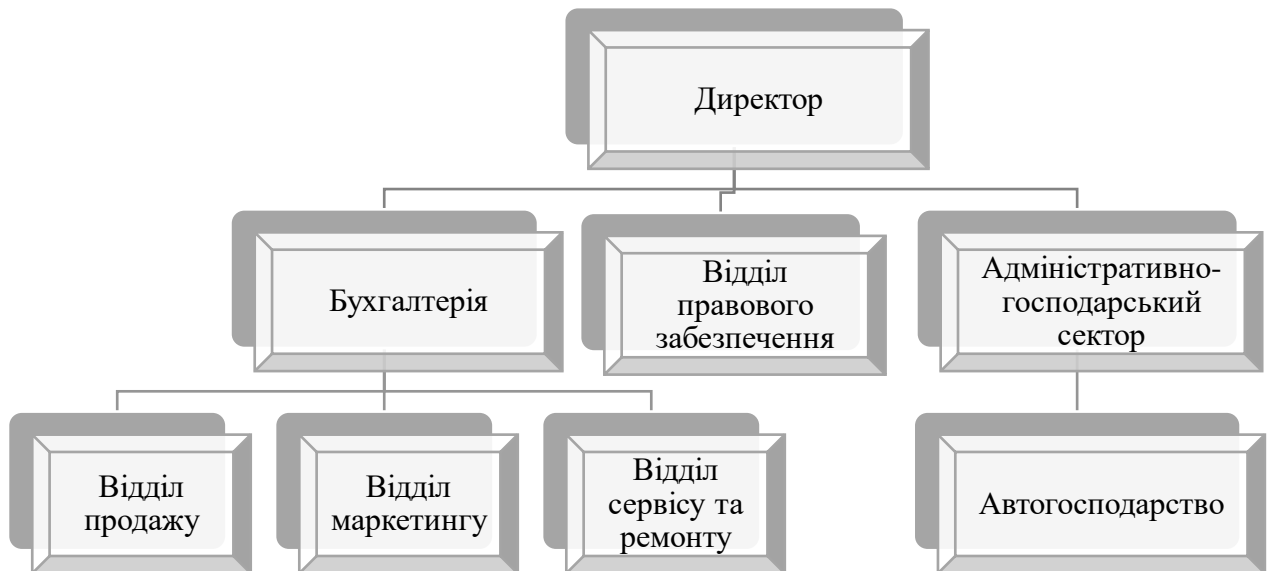 Директор
Бухгалтерія
Відділ
правового
забезпечення
Адміністративно-
господарський
сектор
Відділ
продажу
Відділ
маркетингу
Відділ
сервісу та
ремонту
Автогосподарство